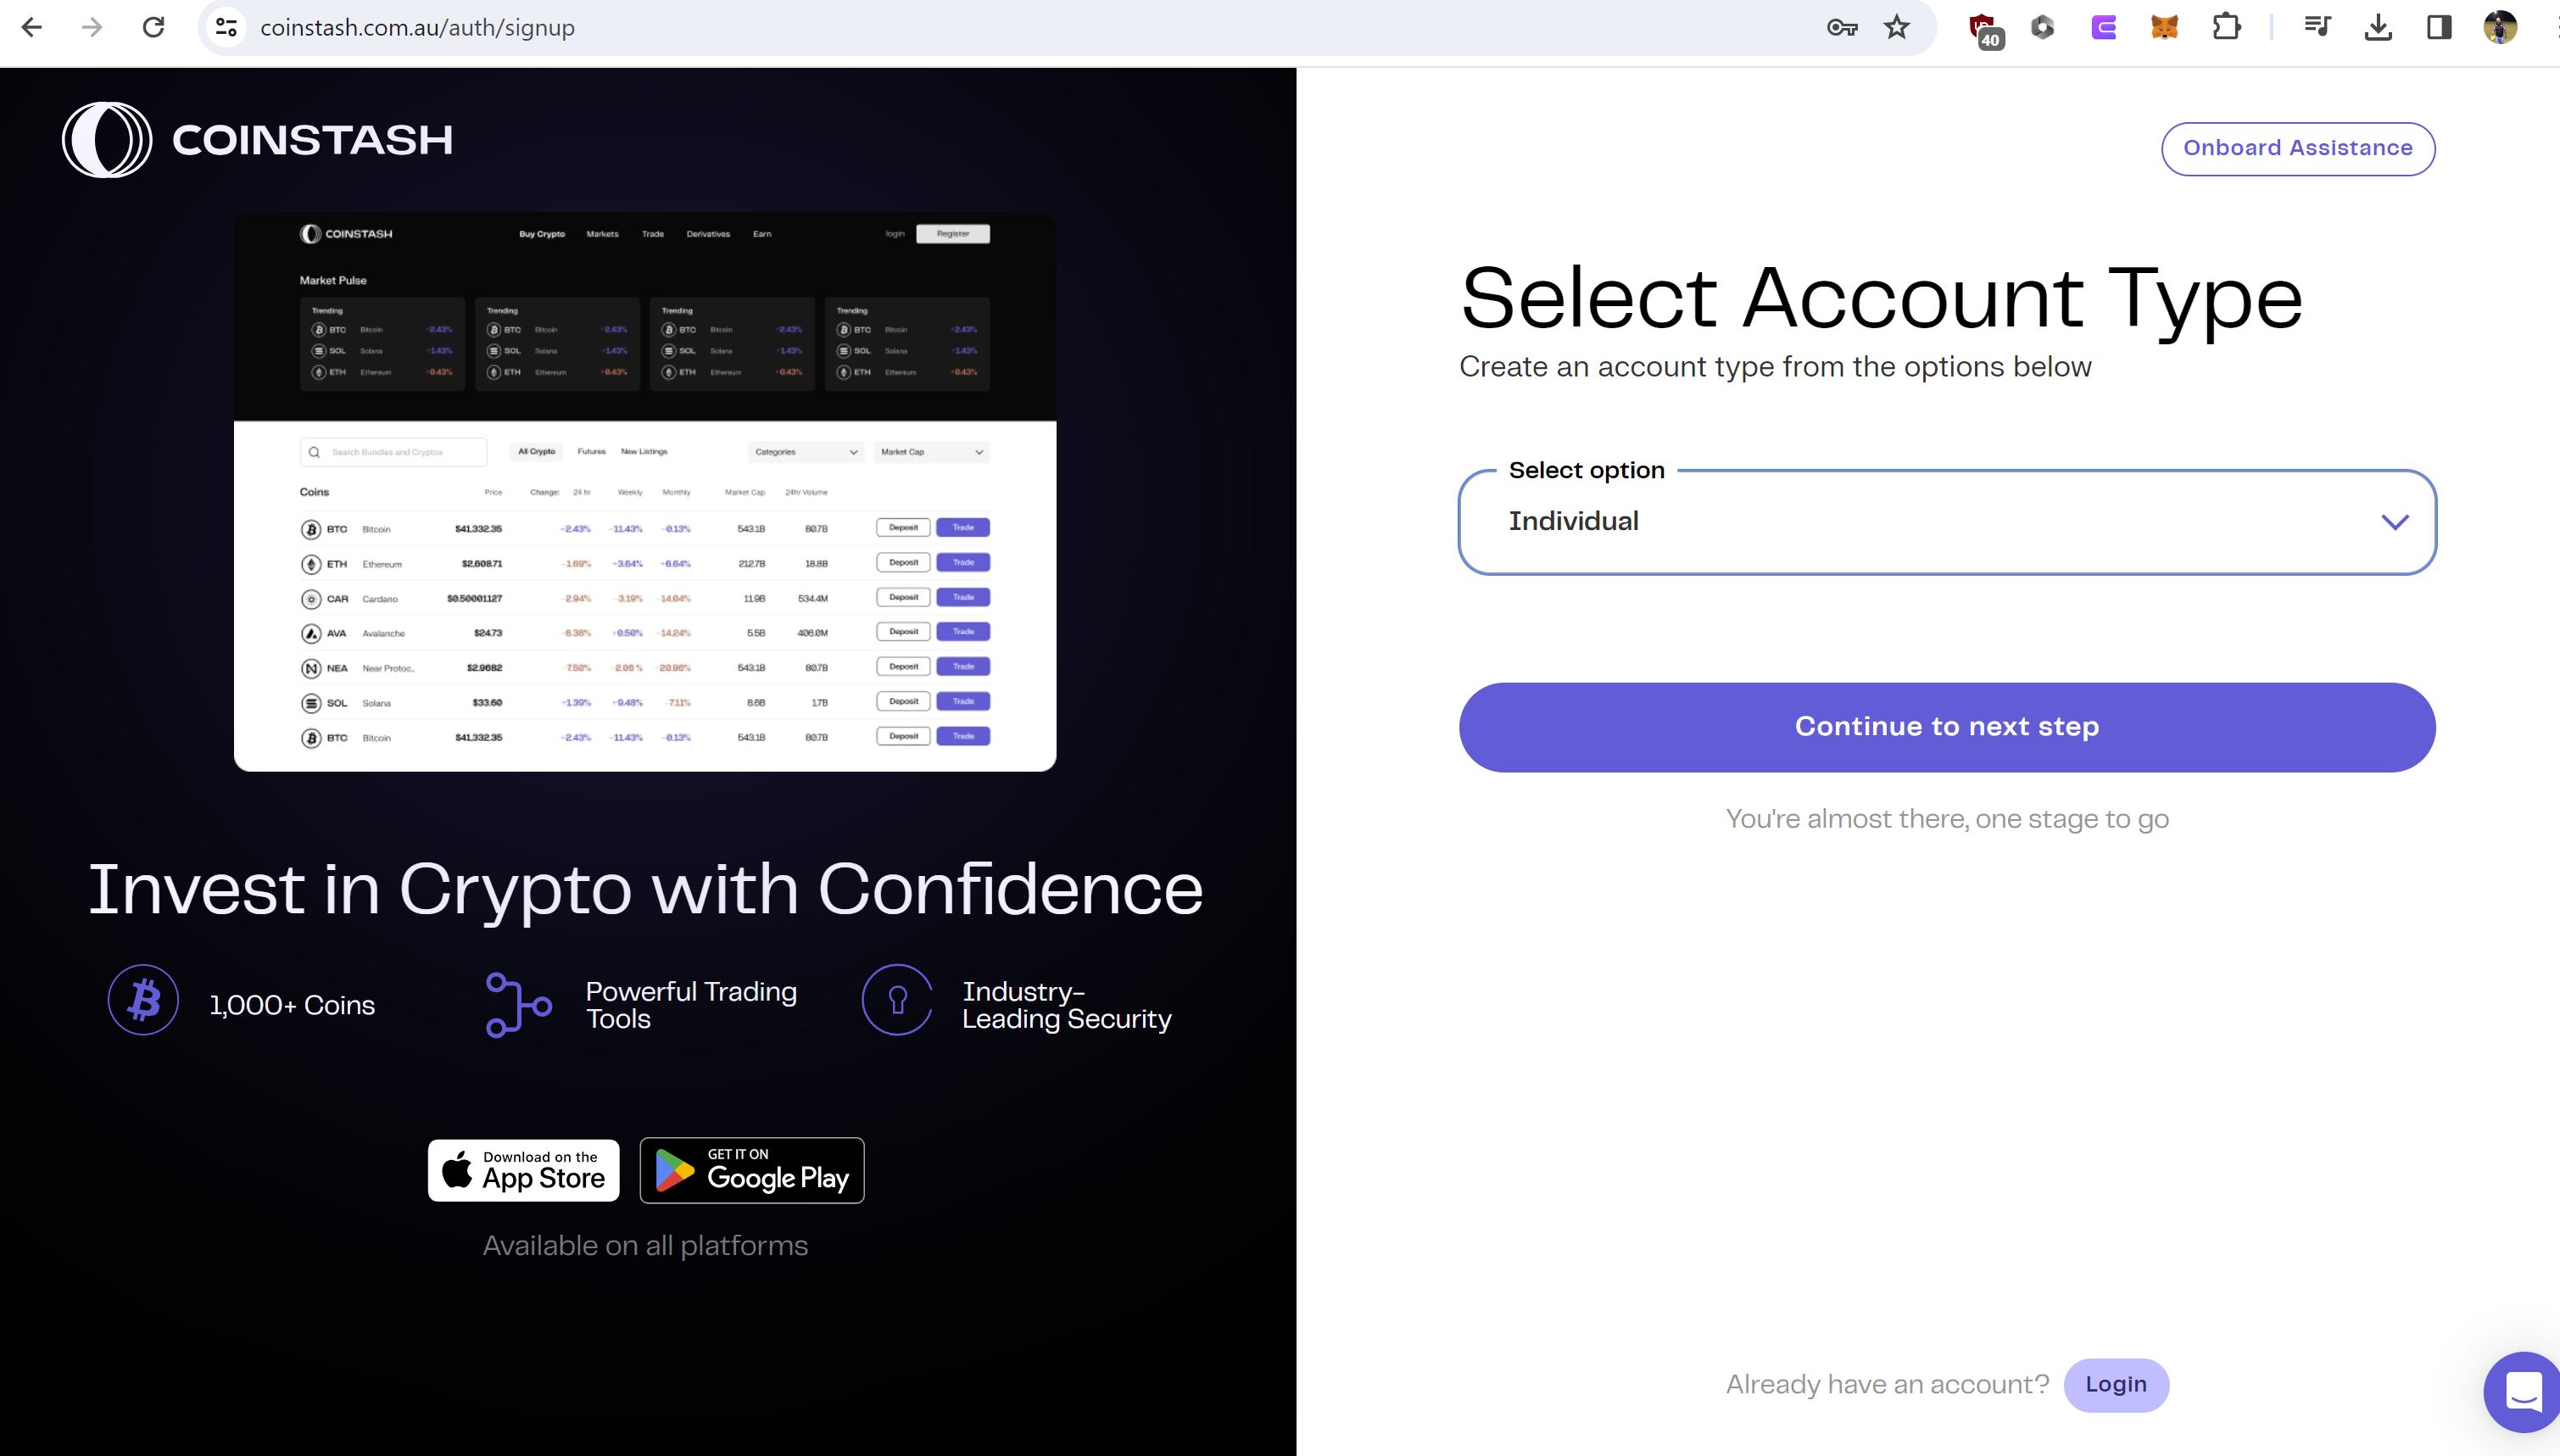 coinstash.com.au/auth/signup
40
COINSTASH
COINSTASH
Buy Crypto Markets Trade Derivatives Earn
login Register
Market Pulse
Trending Trending Trending Trending
BTC Bitcoin +2.43% BTC Bitcoin +2.43% BTC Bitcoin +2.43% BTC Bitcoin +2.43%
SOL Solana +1.43% SOL Solana +1.43% SOL Solana +1.43% SOL Solana +1.43%
ETH Ethereum -0.43% ETH Ethereum -0.43% ETH Ethereum -0.43% ETH Ethereum -0.43%
Search Bundles and Cryptos All Crypto Futures New Listings Categories Market Cap
Coins Price Change: 24 hr Weekly Monthly Market Cap 24hr Volume
BTC Bitcoin $41,332.35 +2.43% -11.43% -0.13% 543.1B 80.7B Deposit Trade
ETH Ethereum $2,608.71 -1.69% +3.64% +6.64% 212.7B 18.8B Deposit Trade
CAR Cardano $0.50001127 -2.94% -3.19% -14.04% 11.9B 534.4M Deposit Trade
AVA Avalanche $24.73 -6.38% +0.50% -14.24% 5.5B 406.0M Deposit Trade
NEA Near Protoc.. $2.9682 -7.50% -2.06 % -20.96% 543.1B 80.7B Deposit Trade
SOL Solana $33.60 +1.39% +9.48% -7.11% 8.6B 1.7B Deposit Trade
BTC Bitcoin $41,332.35 +2.43% -11.43% -0.13% 543.1B 80.7B Deposit Trade
Invest in Crypto with Confidence
1,000+ Coins
Powerful Trading
Tools
Industry-
Leading Security
Download on the
App Store
GET IT ON
Google Play
Available on all platforms
Onboard Assistance
Select Account Type
Create an account type from the options below
Select option
Individual
Continue to next step
You're almost there, one stage to go
Already have an account? Login